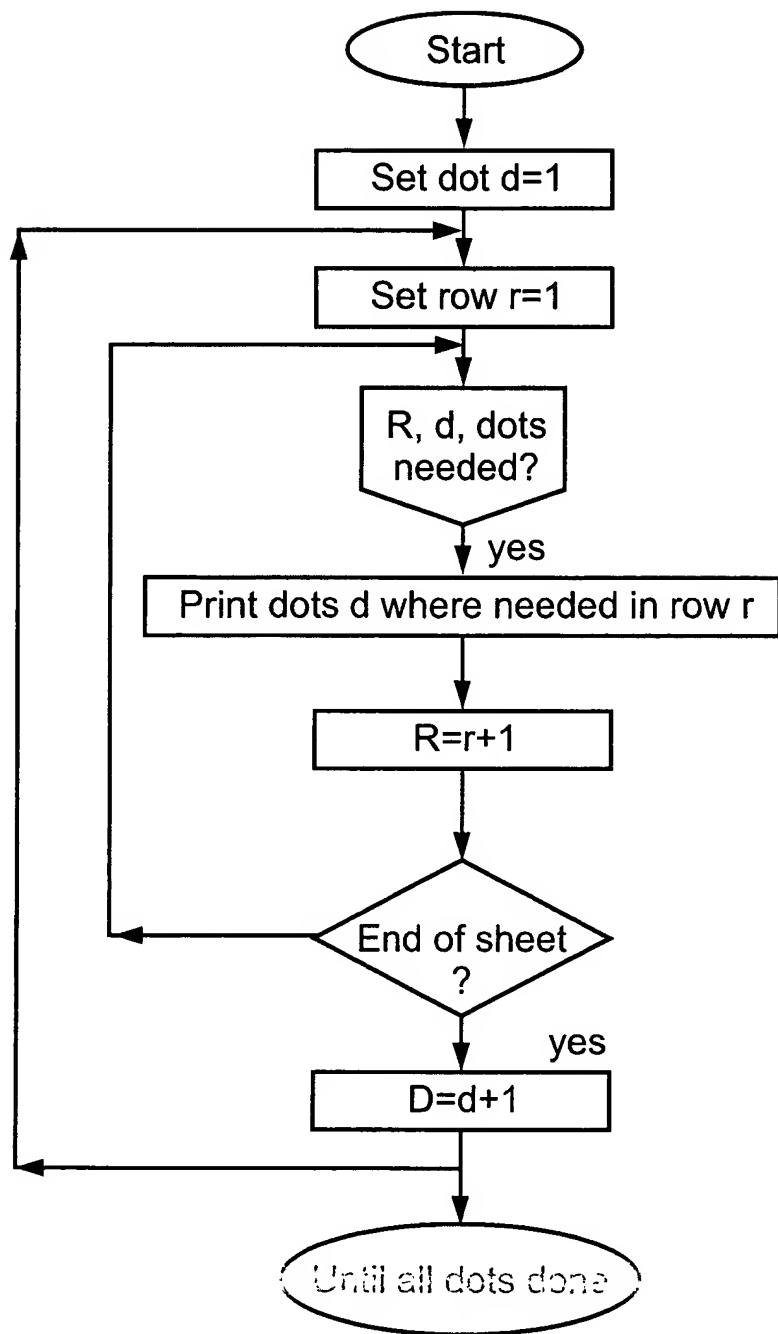 Start
Set dot d=1
Set row r=1
R, d, dots
needed?
yes
Print dots d where needed in row r
R=r+1
End of sheet
?
yes
D=d+1
Until all dots done